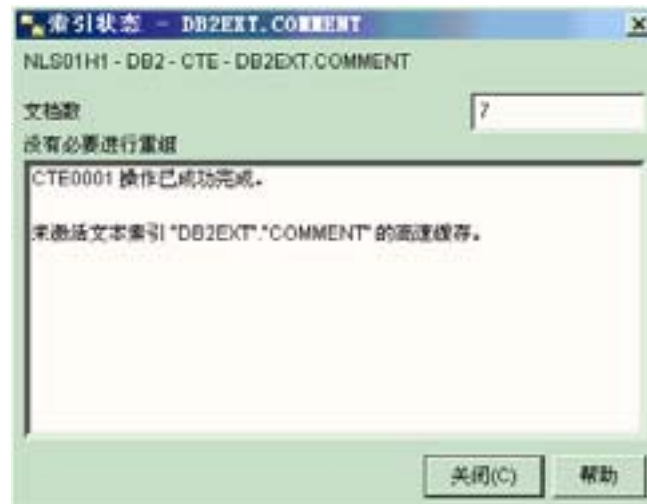 索引状态 - DB2EXT.COMMENT
NLS01H1 - DB2 - CTE - DB2EXT.COMMENT
文档数 7
没有必要进行重组
CTE0001 操作已成功完成。
未激活文本索引 "DB2EXT"."COMMENT" 的高速缓存。
关闭(C) 帮助